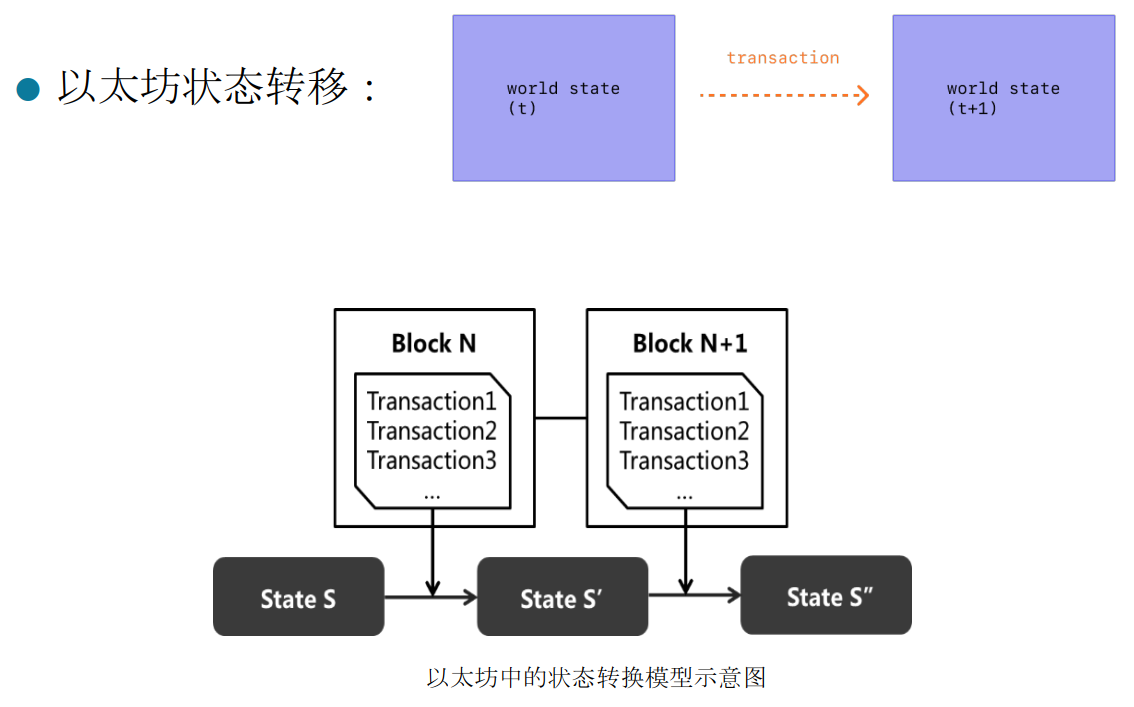 以太坊状态转移：
transaction
world state
(t)
world state
(t+1)
Block N
Transaction1
Transaction2
Transaction3
...
Block N+1
Transaction1
Transaction2
Transaction3
...
State S
State S′
State S″
以太坊中的状态转换模型示意图